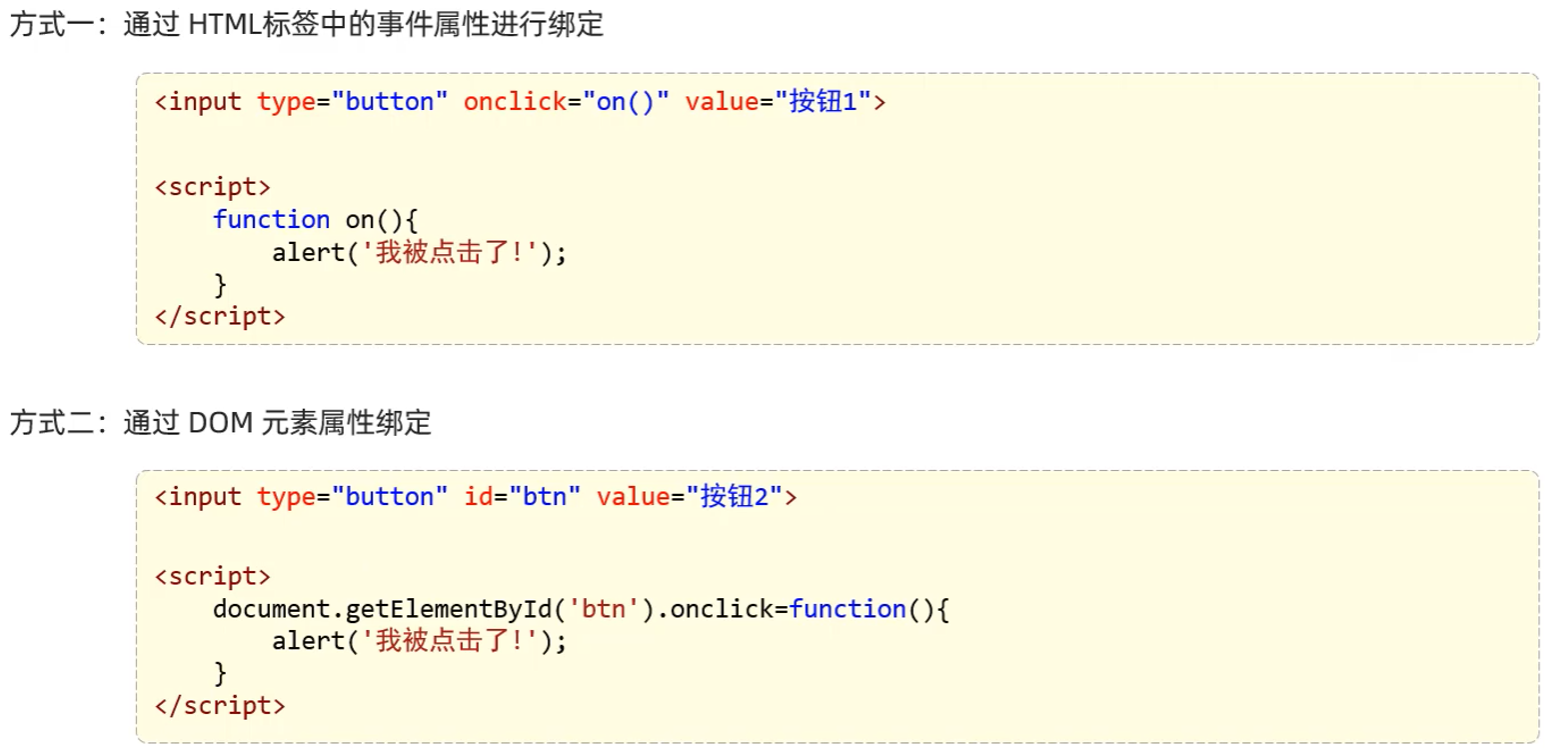 方式一：通过 HTML标签中的事件属性进行绑定
<input type="button" onclick="on()" value="按钮1">
<script>
function on(){
alert('我被点击了!');
}
</script>
方式二：通过 DOM 元素属性绑定
<input type="button" id="btn" value="按钮2">
<script>
document.getElementById('btn').onclick=function(){
alert('我被点击了!');
}
</script>